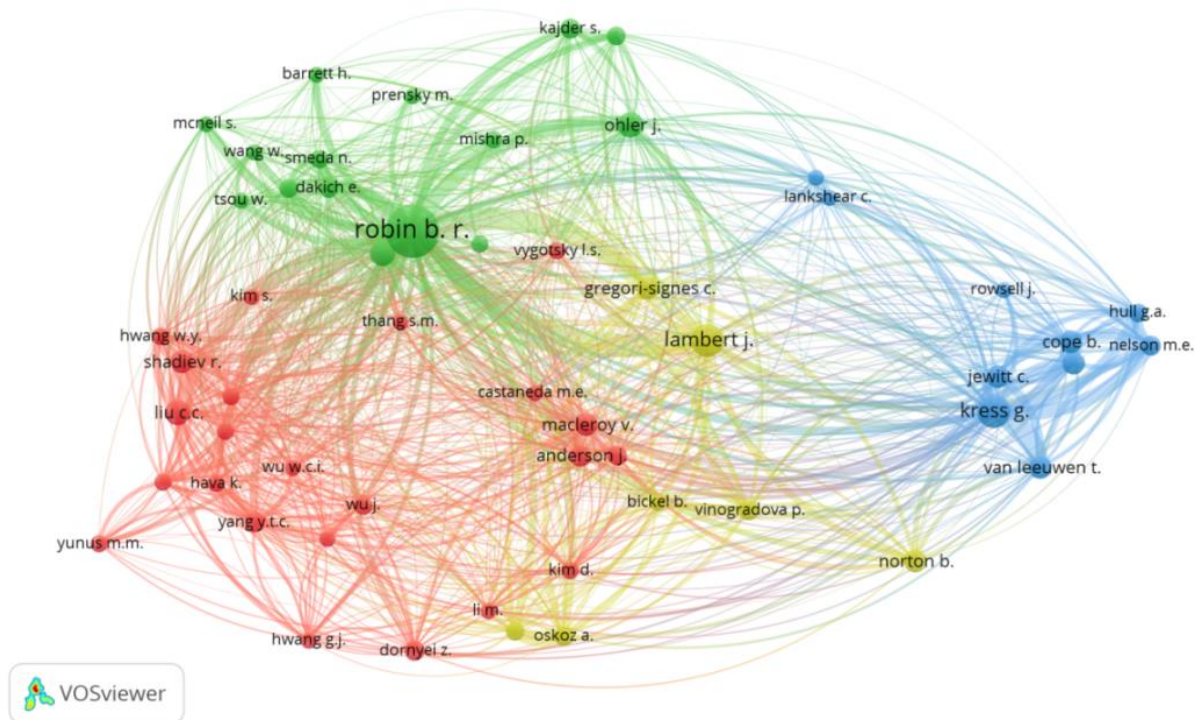 kajder s.
barrett h.
prensky m.
mcneil s.
ohler j.
mishra p.
wang w.
smeda n.
dakich e.
tsou w.
lankshear c.
robin b. r.
vygotsky l.s.
gregori-signes c.
rowsell j.
kim s.
hull g.a.
thang s.m.
hwang w.y.
lambert j.
cope b.
nelson m.e.
shadiev r.
jewitt c.
castaneda m.e.
liu c.c.
kress g.
macleroy v.
anderson j.
wu w.c.i.
van leeuwen t.
hava k.
bickel b.
wu j.
vinogradova p.
yang y.t.c.
yunus m.m.
norton b.
kim d.
li m.
oskoz a.
hwang g.j.
dornyei z.
VOSviewer